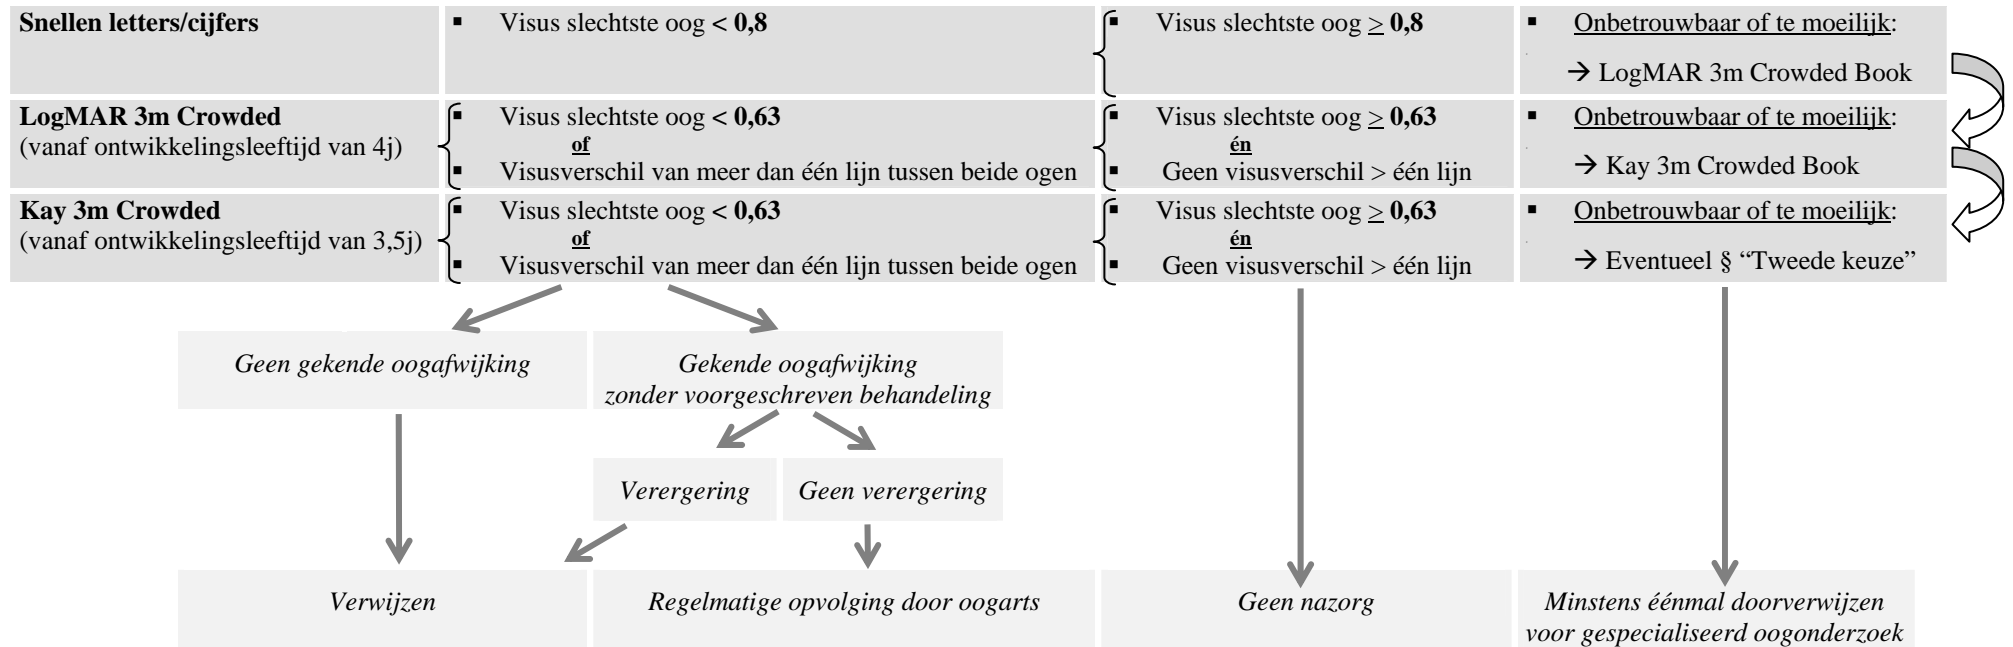 Snellen letters/cijfers
▪ Visus slechtste oog < 0,8
▪ Visus slechtste oog ≥ 0,8
▪ Onbetrouwbaar of te moeilijk:
→ LogMAR 3m Crowded Book
LogMAR 3m Crowded
(vanaf ontwikkelingsleeftijd van 4j)
▪ Visus slechtste oog < 0,63
of
▪ Visusverschil van meer dan één lijn tussen beide ogen
▪ Visus slechtste oog ≥ 0,63
én
▪ Geen visusverschil > één lijn
▪ Onbetrouwbaar of te moeilijk:
→ Kay 3m Crowded Book
Kay 3m Crowded
(vanaf ontwikkelingsleeftijd van 3,5j)
▪ Visus slechtste oog < 0,63
of
▪ Visusverschil van meer dan één lijn tussen beide ogen
▪ Visus slechtste oog ≥ 0,63
én
▪ Geen visusverschil > één lijn
▪ Onbetrouwbaar of te moeilijk:
→ Eventueel § “Tweede keuze”
Geen gekende oogafwijking
Gekende oogafwijking
zonder voorgeschreven behandeling
Verergering
Geen verergering
Verwijzen
Regelmatige opvolging door oogarts
Geen nazorg
Minstens éénmal doorverwijzen
voor gespecialiseerd oogonderzoek